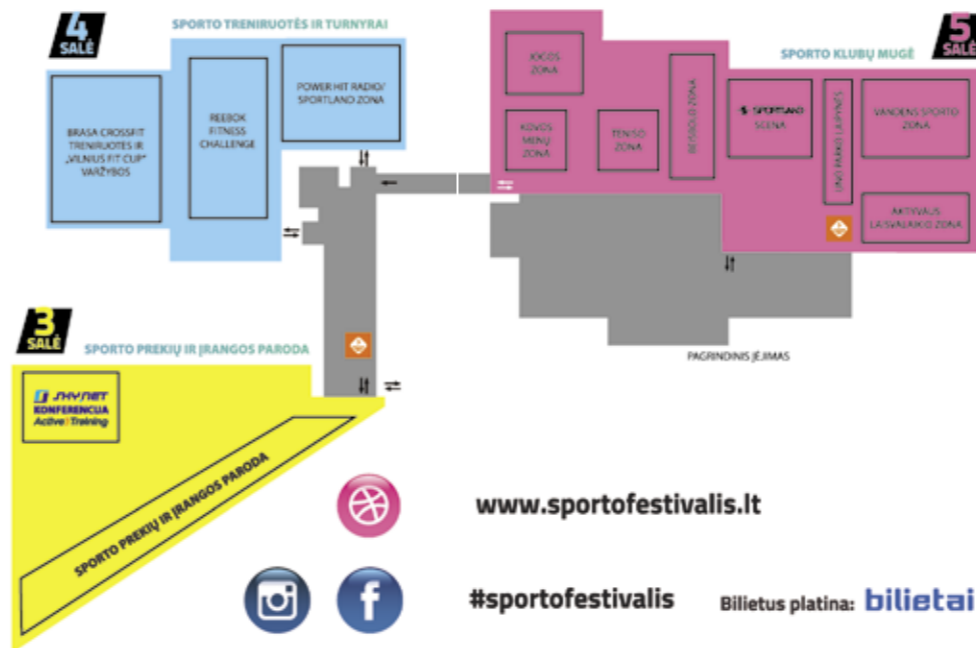 4
SALĖ
SPORTO TRENIRUOTĖS IR TURNYRAI
BRASA CROSSFIT
TRENIRUOTĖS IR
„VILNIUS FIT CUP“
VARŽYBOS
REEBOK
FITNESS
CHALLENGE
POWER HIT RADIO/
SPORTLAND ZONA
5
SALĖ
SPORTO KLUBŲ MUGĖ
JOGOS
ZONA
KOVOS
MENŲ
ZONA
TENISO
ZONA
BEISBOLO ZONA
SPORTLAND
SCENA
UNO PARKO LAIPYNĖS
VANDENS SPORTO
ZONA
AKTYVAUS
LAISVALAIKIO ZONA
PAGRINDINIS ĮĖJIMAS
3
SALĖ
SPORTO PREKIŲ IR ĮRANGOS PARODA
SKYNET
KONFERENCIJA
Active Training
SPORTO PREKIŲ IR ĮRANGOS PARODA
www.sportofestivalis.lt
#sportofestivalis
Bilietus platina: bilietai